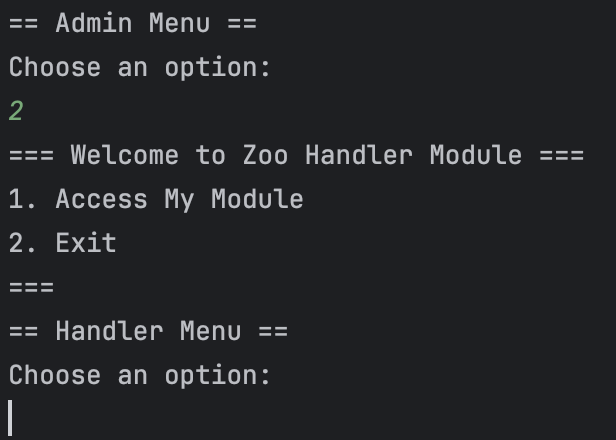 == Admin Menu ==
Choose an option:
2
=== Welcome to Zoo Handler Module ===
1. Access My Module
2. Exit
===
== Handler Menu ==
Choose an option: